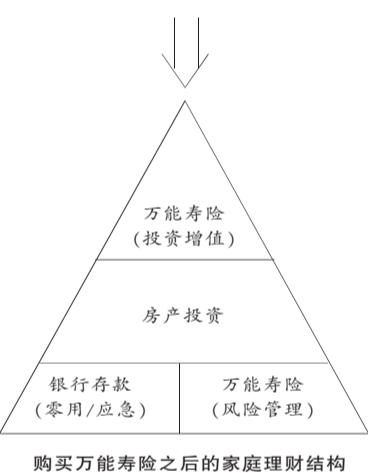 万能寿险
(投资增值)
房产投资
银行存款
(零用/应急)
万能寿险
(风险管理)
购买万能寿险之后的家庭理财结构